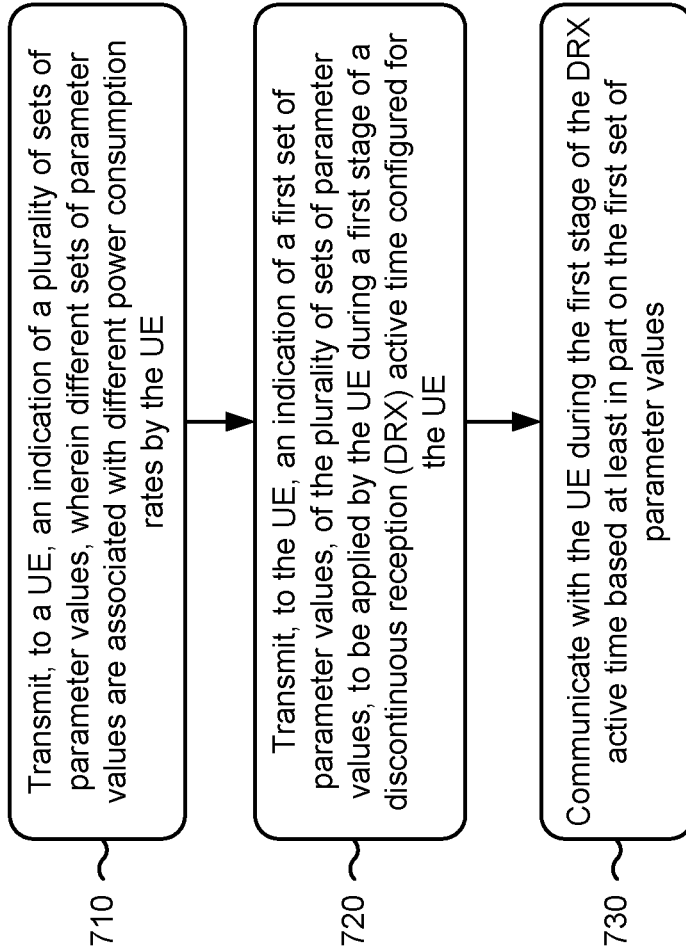 710
Transmit, to a UE, an indication of a plurality of sets of
parameter values, wherein different sets of parameter
values are associated with different power consumption
rates by the UE
720
Transmit, to the UE, an indication of a first set of
parameter values, of the plurality of sets of parameter
values, to be applied by the UE during a first stage of a
discontinuous reception (DRX) active time configured for
the UE
730
Communicate with the UE during the first stage of the DRX
active time based at least in part on the first set of
parameter values